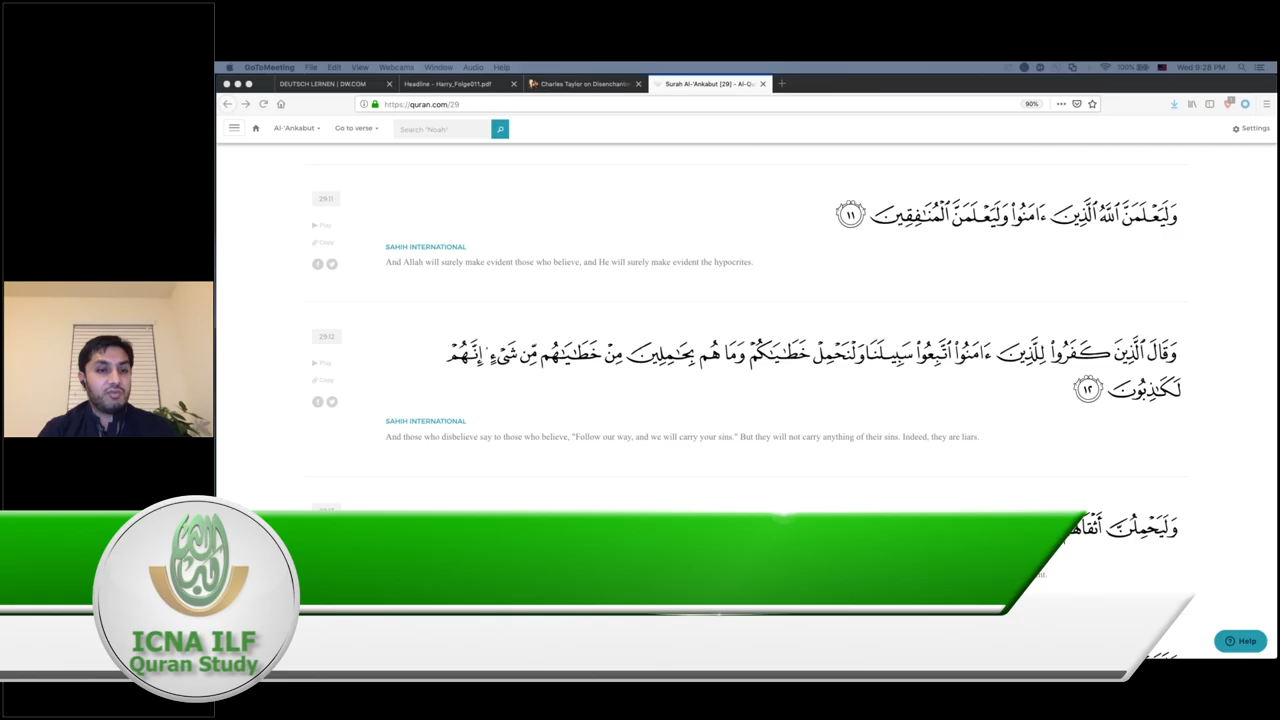 GoToMeeting File Edit View Webcams Window Audio Help 100% Wed 9:28 PM
DEUTSCH LERNEN | DW.COM Headline - Harry_Folge011.pdf Charles Taylor on Disenchantm Surah Al-'Ankabut [29] - Al-Qu
https://quran.com/29 90%
Al-'Ankabut Go to verse Search "Noah" Settings
29:11
وَلَيَعْلَمَنَّ ٱللَّهُ ٱلَّذِينَ ءَامَنُوا۟ وَلَيَعْلَمَنَّ ٱلْمُنَـٰفِقِينَ ١١
Play
Copy
SAHIH INTERNATIONAL
And Allah will surely make evident those who believe, and He will surely make evident the hypocrites.
29:12
وَقَالَ ٱلَّذِينَ كَفَرُوا۟ لِلَّذِينَ ءَامَنُوا۟ ٱتَّبِعُوا۟ سَبِيلَنَا وَلْنَحْمِلْ خَطَـٰيَـٰكُمْ وَمَا هُم بِحَـٰمِلِينَ مِنْ خَطَـٰيَـٰهُم مِّن شَىْءٍ ۖ إِنَّهُمْ
لَكَـٰذِبُونَ ١٢
Play
Copy
SAHIH INTERNATIONAL
And those who disbelieve say to those who believe, "Follow our way, and we will carry your sins." But they will not carry anything of their sins. Indeed, they are liars.
وَلَيَحْمِلُنَّ
Help
ICNA ILF
Quran Study